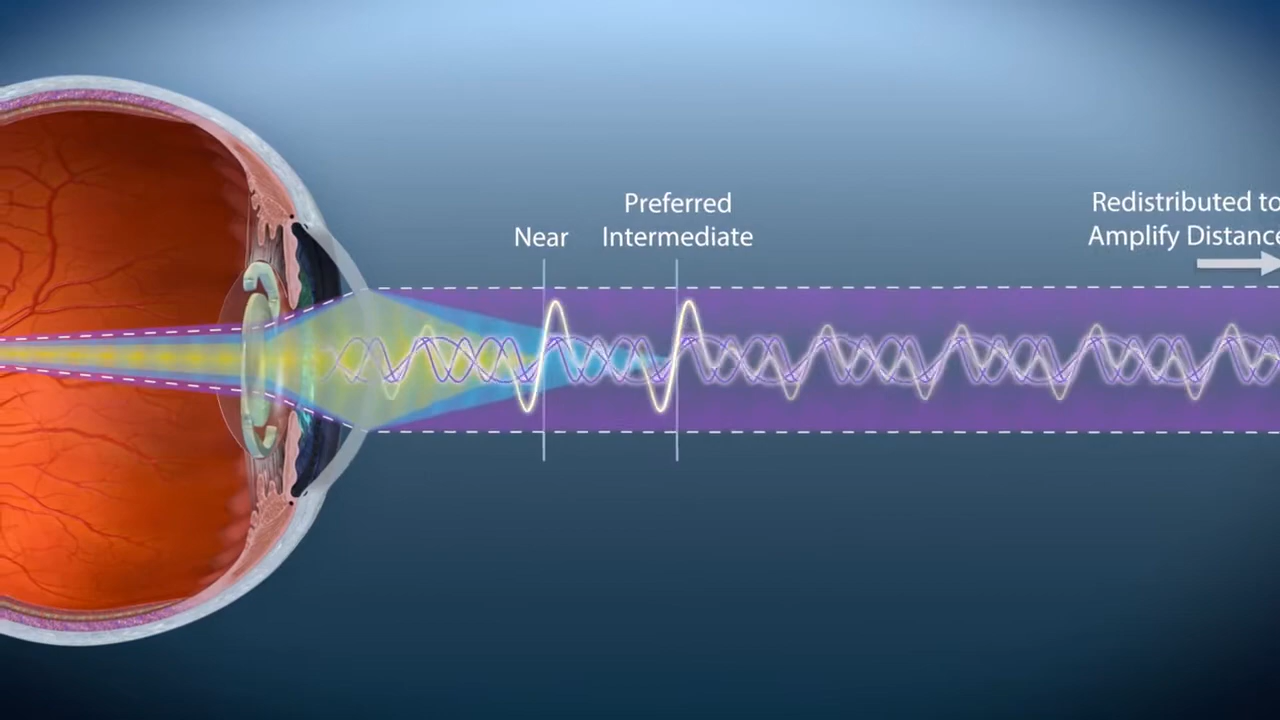 Near
Preferred
Intermediate
Redistributed to
Amplify Distance